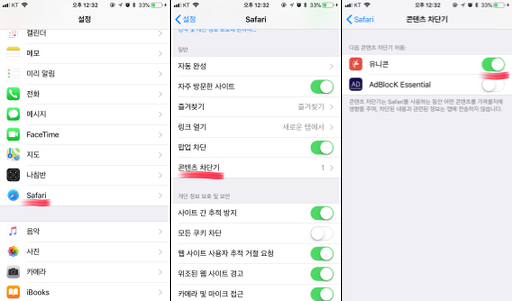 KT 오후 12:32 33%
설정
캘린더
메모
미리 알림
전화
메시지
FaceTime
지도
나침반
Safari
음악
사진
카메라
iBooks
KT 오후 12:32 33%
설정 Safari
일반
자동 완성
자주 방문한 사이트
즐겨찾기 즐겨찾기
링크 열기 새로운 탭에서
팝업 차단
콘텐츠 차단기 1
개인 정보 보호 및 보안
사이트 간 추적 방지
모든 쿠키 차단
웹 사이트 사용자 추적 거절 요청
위조된 웹 사이트 경고
카메라 및 마이크 접근
KT 오후 12:32 33%
Safari 콘텐츠 차단기
다음 콘텐츠 차단기 허용:
유니콘
AD AdBlocK Essential
콘텐츠 차단기는 Safari를 사용하는 동안 어떤 콘텐츠를 가져올지에
영향을 주며, 차단된 내용과 관련된 정보는 앱에 전송하지 않습니다.